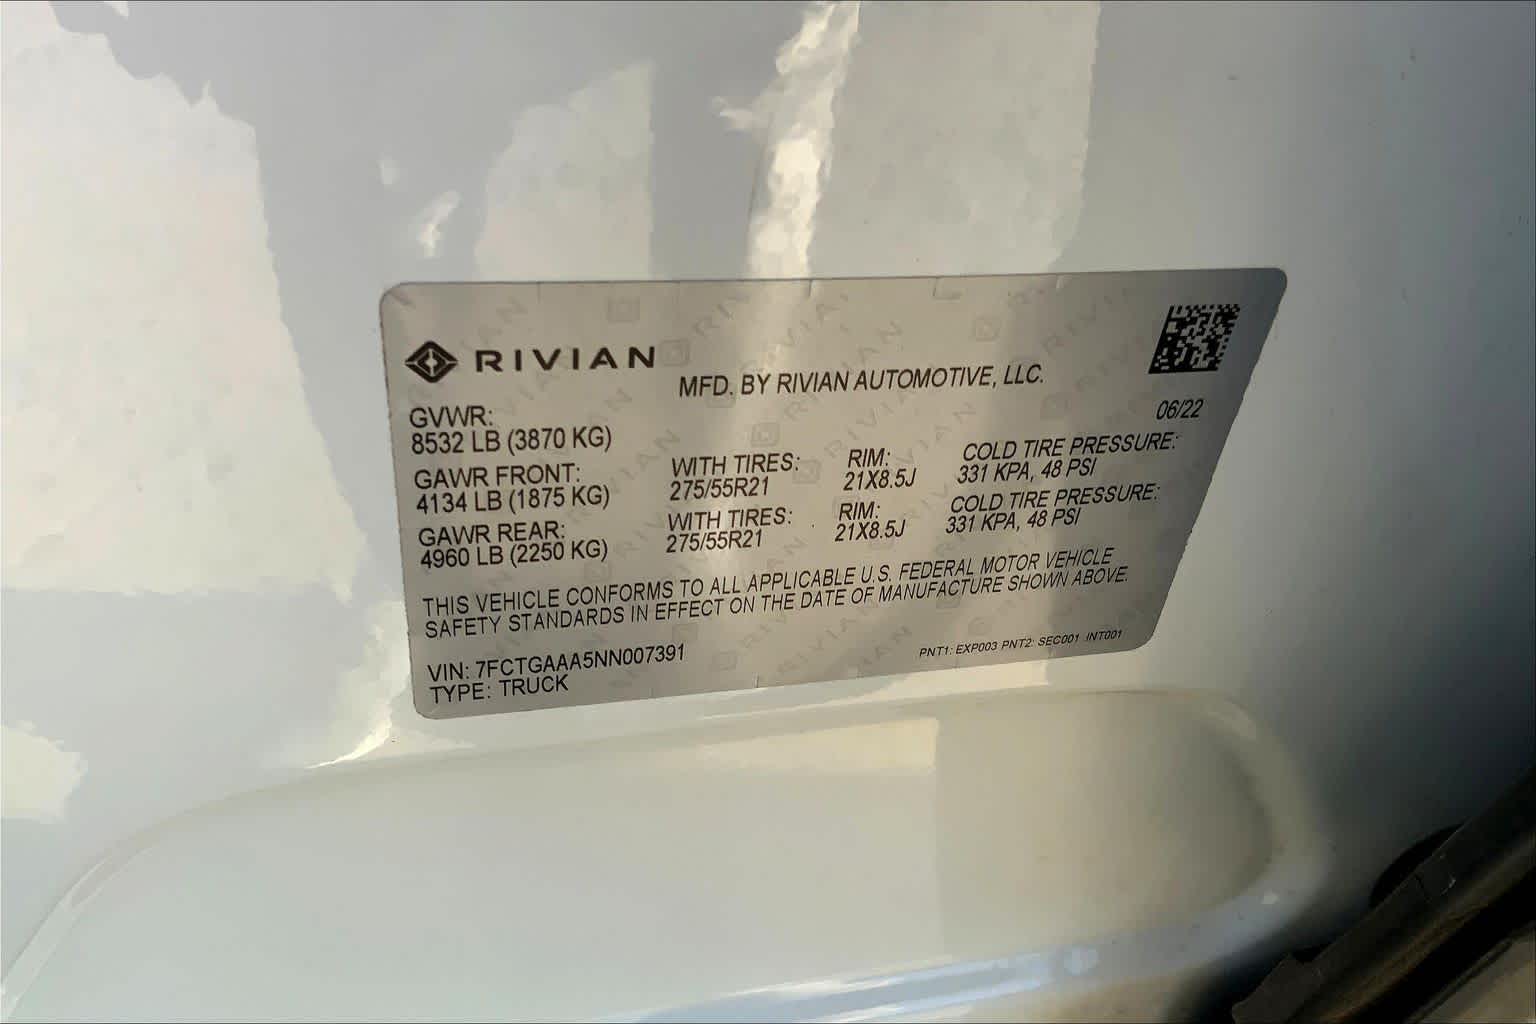 RIVIAN
MFD. BY RIVIAN AUTOMOTIVE, LLC.
06/22
GVWR:
8532 LB (3870 KG)
GAWR FRONT: WITH TIRES: RIM: COLD TIRE PRESSURE:
4134 LB (1875 KG) 275/55R21 21X8.5J 331 KPA, 48 PSI
GAWR REAR: WITH TIRES: RIM: COLD TIRE PRESSURE:
4960 LB (2250 KG) 275/55R21 21X8.5J 331 KPA, 48 PSI
THIS VEHICLE CONFORMS TO ALL APPLICABLE U.S. FEDERAL MOTOR VEHICLE
SAFETY STANDARDS IN EFFECT ON THE DATE OF MANUFACTURE SHOWN ABOVE.
VIN: 7FCTGAAA5NN007391
TYPE: TRUCK
PNT1: EXP003 PNT2: SEC001 INT001